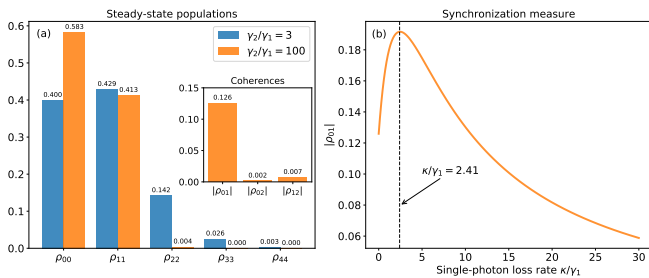 Steady-state populations
(a)
γ₂/γ₁ = 3
γ₂/γ₁ = 100
0.6
0.5
0.4
0.3
0.2
0.1
0.0
0.400
0.583
0.429
0.413
0.142
0.004
0.026
0.000
0.003
0.000
ρ₀₀
ρ₁₁
ρ₂₂
ρ₃₃
ρ₄₄
Coherences
0.15
0.10
0.05
0.00
0.126
0.002
0.007
|ρ₀₁|
|ρ₀₂|
|ρ₁₂|
Synchronization measure
(b)
|ρ₀₁|
0.18
0.16
0.14
0.12
0.10
0.08
0.06
κ/γ₁ = 2.41
0
5
10
15
20
25
30
Single-photon loss rate κ/γ₁